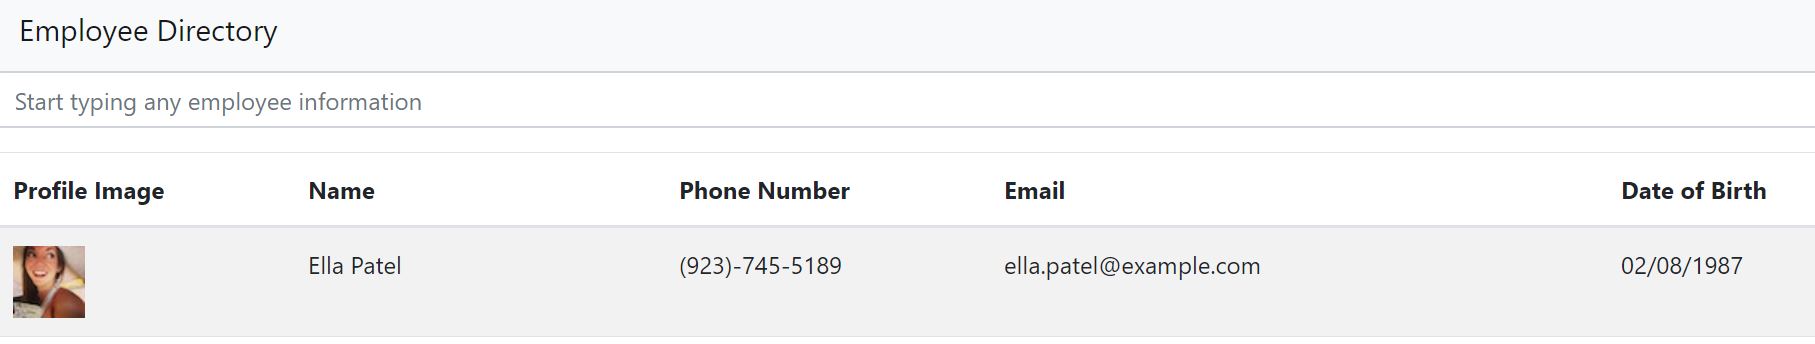 Employee Directory
Start typing any employee information
Profile Image Name Phone Number Email Date of Birth
Ella Patel (923)-745-5189 ella.patel@example.com 02/08/1987